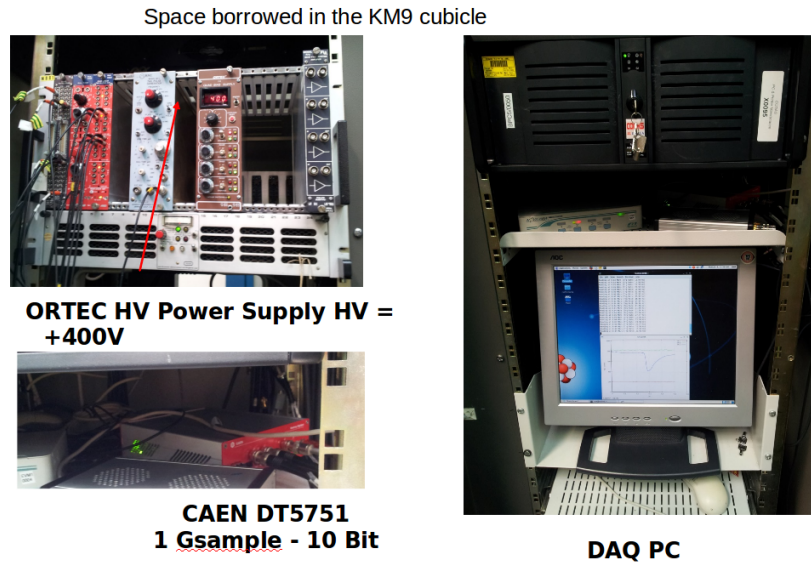 Space borrowed in the KM9 cubicle
ORTEC HV Power Supply HV =
+400V
CAEN DT5751
1 Gsample - 10 Bit
DAQ PC
AOC